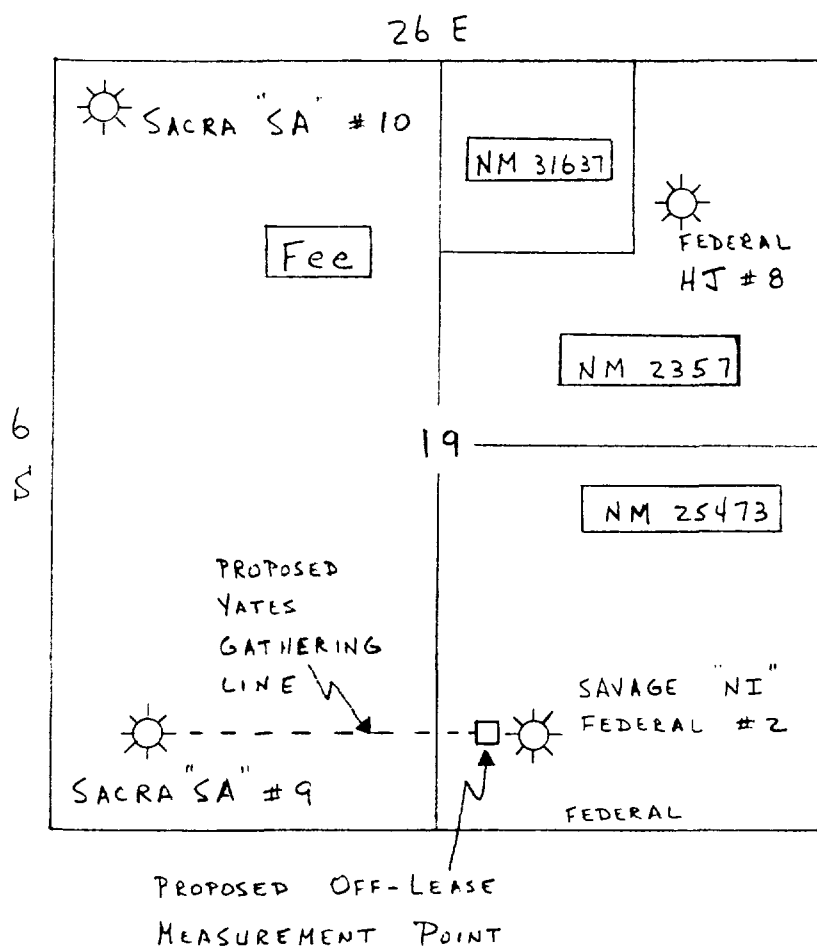 26 E
SACRA "SA" # 10
NM 31637
Fee
FEDERAL
HJ # 8
NM 2357
6
S
19
NM 25473
PROPOSED
YATES
GATHERING
LINE
SAVAGE "NI"
FEDERAL # 2
SACRA "SA" # 9
FEDERAL
PROPOSED OFF-LEASE
MEASUREMENT POINT